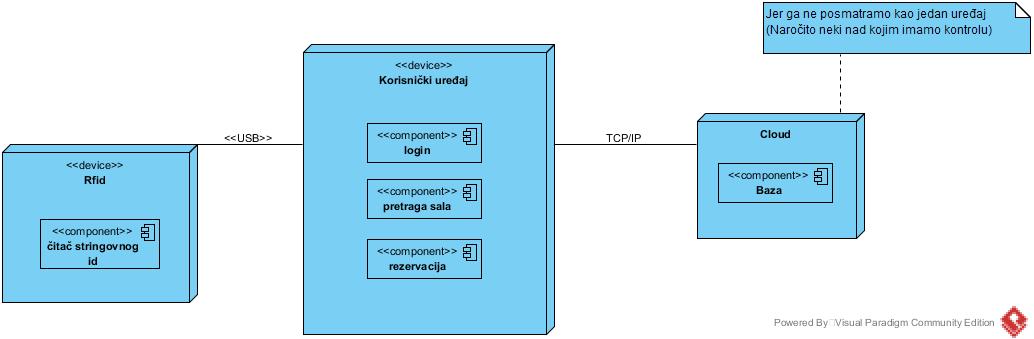 Jer ga ne posmatramo kao jedan uređaj
(Naročito neki nad kojim imamo kontrolu)
<<device>>
Korisnički uređaj
<<component>>
login
<<component>>
pretraga sala
<<component>>
rezervacija
<<USB>>
TCP/IP
<<device>>
Rfid
<<component>>
čitač stringovnog
id
Cloud
<<component>>
Baza
Powered By Visual Paradigm Community Edition